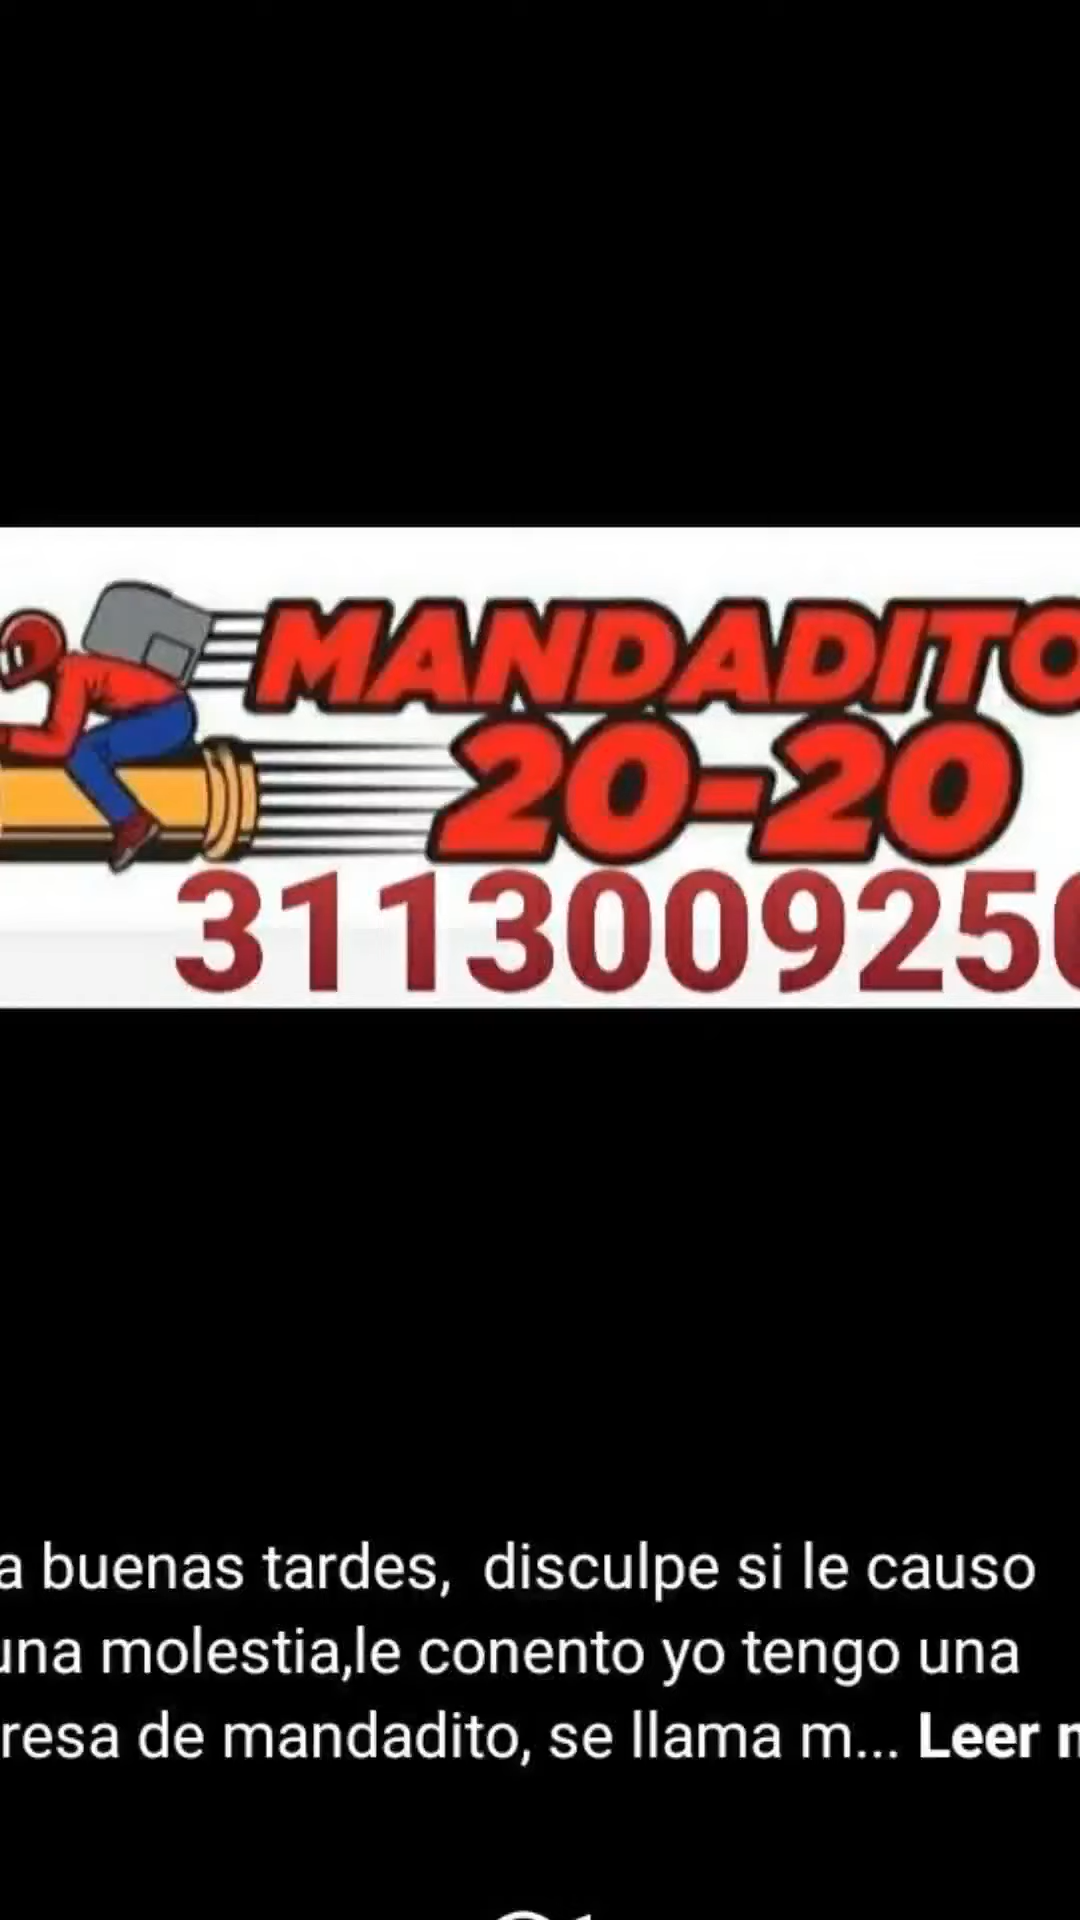 MANDADITO
20-20
311300925
a buenas tardes, disculpe si le causo
una molestia,le conento yo tengo una
resa de mandadito, se llama m... Leer